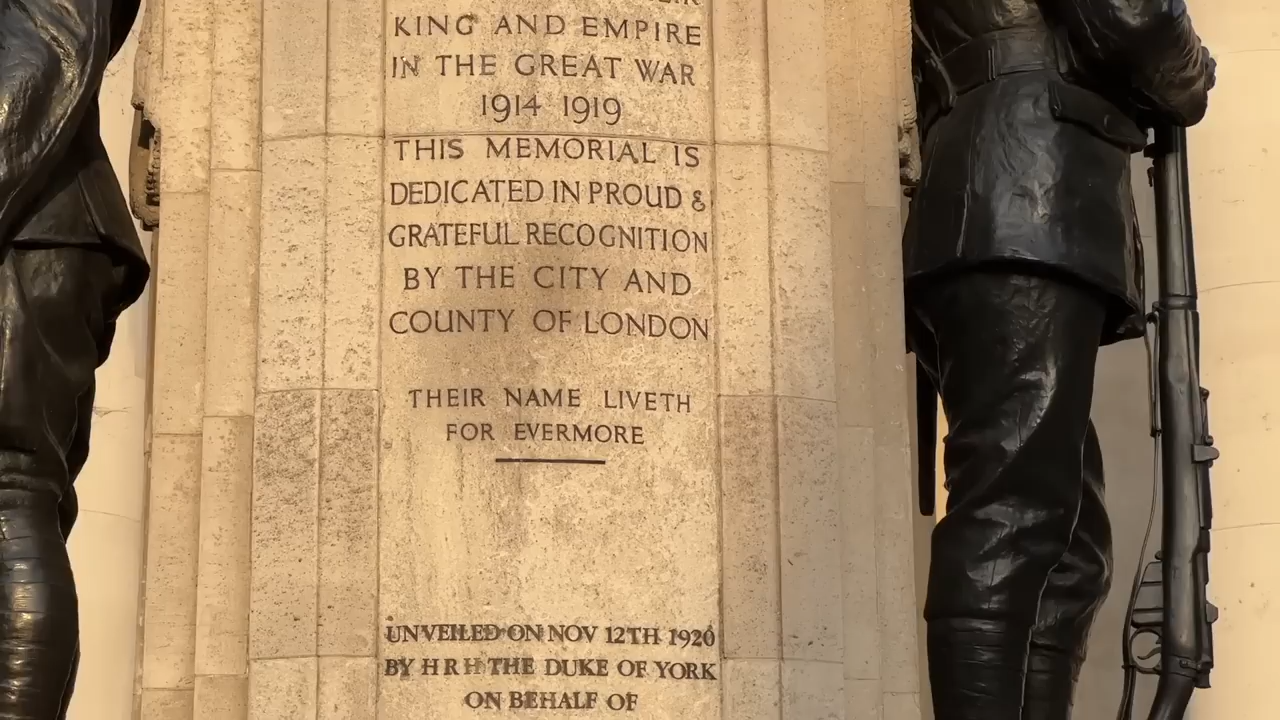 KING AND EMPIRE
IN THE GREAT WAR
1914 1919
THIS MEMORIAL IS
DEDICATED IN PROUD &
GRATEFUL RECOGNITION
BY THE CITY AND
COUNTY OF LONDON
THEIR NAME LIVETH
FOR EVERMORE
UNVEILED ON NOV 12TH 1920
BY H R H THE DUKE OF YORK
ON BEHALF OF